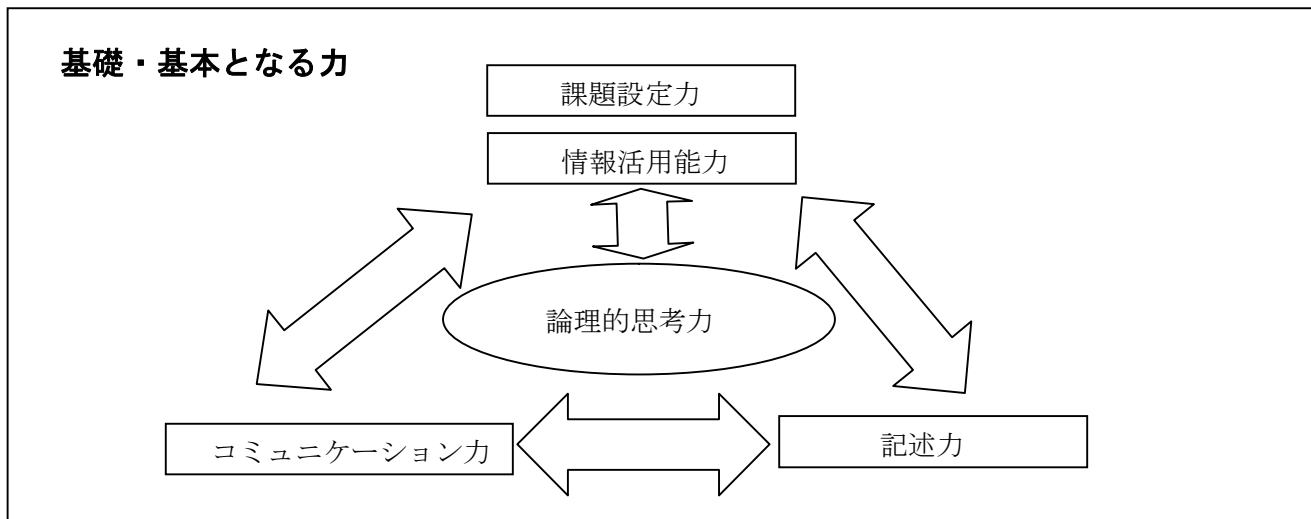 基礎・基本となる力
課題設定力
情報活用能力
論理的思考力
コミュニケーション力
記述力